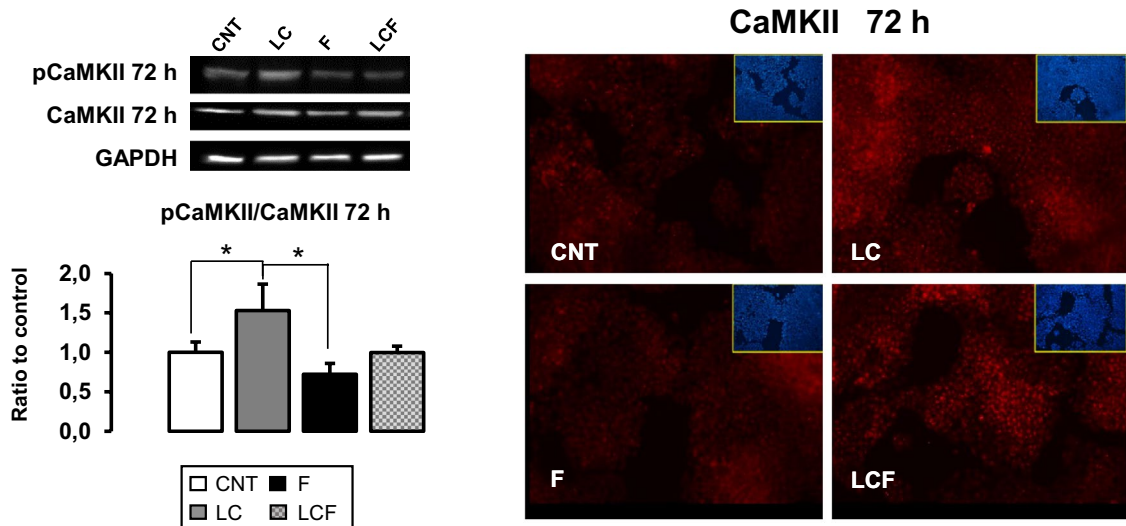 CNT LC F LCF
pCaMKII 72 h
CaMKII 72 h
GAPDH
pCaMKII/CaMKII 72 h
* *
Ratio to control
2,0
1,5
1,0
0,5
0,0
CNT F
LC LCF
CaMKII 72 h
CNT LC
F LCF